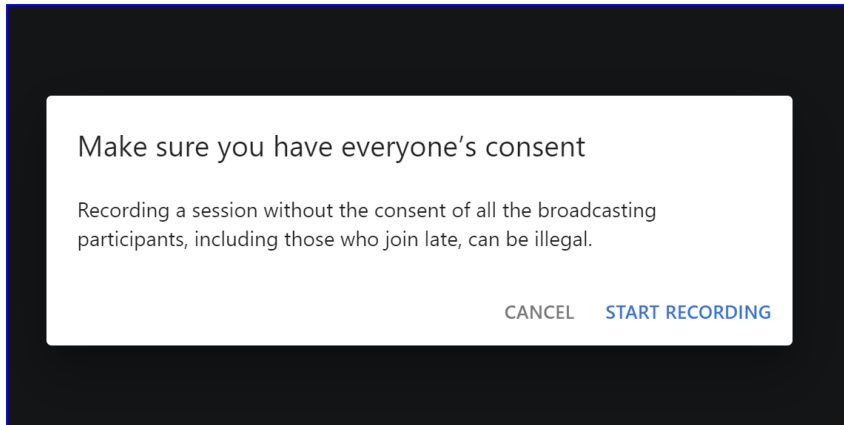 Make sure you have everyone’s consent
Recording a session without the consent of all the broadcasting
participants, including those who join late, can be illegal.
CANCEL START RECORDING